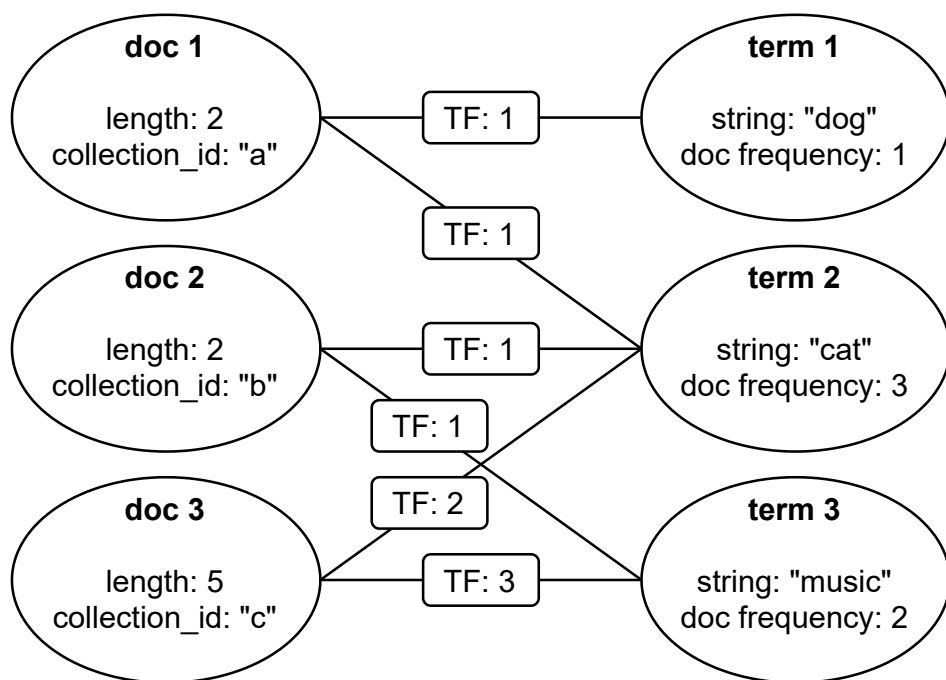 doc 1
length: 2
collection_id: "a"
TF: 1
term 1
string: "dog"
doc frequency: 1
TF: 1
doc 2
length: 2
collection_id: "b"
TF: 1
term 2
string: "cat"
doc frequency: 3
TF: 1
TF: 2
doc 3
length: 5
collection_id: "c"
TF: 3
term 3
string: "music"
doc frequency: 2